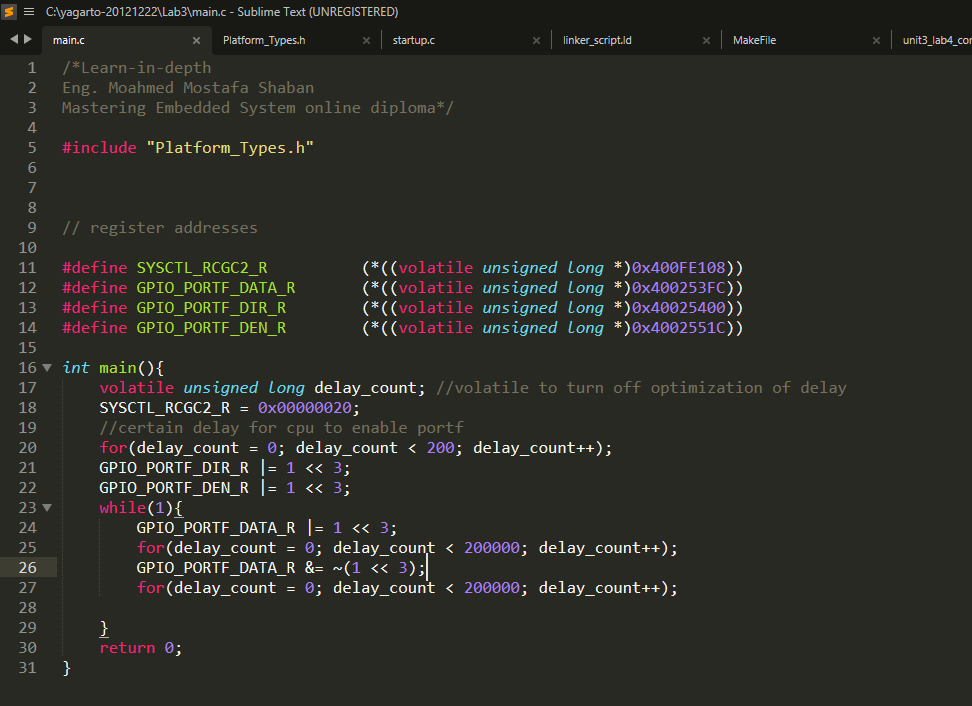 C:\yagarto-20121222\Lab3\main.c - Sublime Text (UNREGISTERED)
main.c × Platform_Types.h × startup.c × linker_script.ld × MakeFile × unit3_lab4_cor
1 /*Learn-in-depth
2 Eng. Moahmed Mostafa Shaban
3 Mastering Embedded System online diploma*/
4
5 #include "Platform_Types.h"
6
7
8
9 // register addresses
10
11 #define SYSCTL_RCGC2_R (*((volatile unsigned long *)0x400FE108))
12 #define GPIO_PORTF_DATA_R (*((volatile unsigned long *)0x400253FC))
13 #define GPIO_PORTF_DIR_R (*((volatile unsigned long *)0x40025400))
14 #define GPIO_PORTF_DEN_R (*((volatile unsigned long *)0x4002551C))
15
16 int main(){
17 volatile unsigned long delay_count; //volatile to turn off optimization of delay
18 SYSCTL_RCGC2_R = 0x00000020;
19 //certain delay for cpu to enable portf
20 for(delay_count = 0; delay_count < 200; delay_count++);
21 GPIO_PORTF_DIR_R |= 1 << 3;
22 GPIO_PORTF_DEN_R |= 1 << 3;
23 while(1){
24 GPIO_PORTF_DATA_R |= 1 << 3;
25 for(delay_count = 0; delay_count < 200000; delay_count++);
26 GPIO_PORTF_DATA_R &= ~(1 << 3);
27 for(delay_count = 0; delay_count < 200000; delay_count++);
28
29 }
30 return 0;
31 }